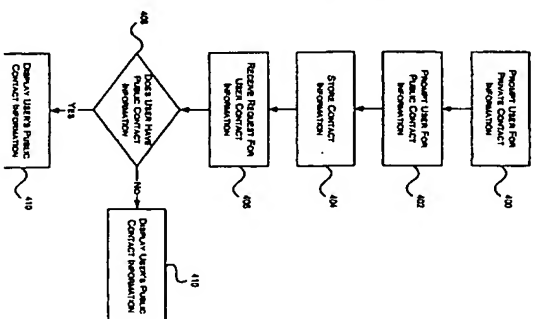 PROMPT USER FOR
PRIVATE CONTACT
INFORMATION
400
PROMPT USER FOR
PUBLIC CONTACT
INFORMATION
402
STORE CONTACT
INFORMATION
404
RECEIVE REQUEST FOR
USER CONTACT
INFORMATION
406
DOES USER HAVE
PUBLIC CONTACT
INFORMATION
408
YES
NO
DISPLAY USER'S PUBLIC
CONTACT INFORMATION
410
DISPLAY USER'S PUBLIC
CONTACT INFORMATION
410